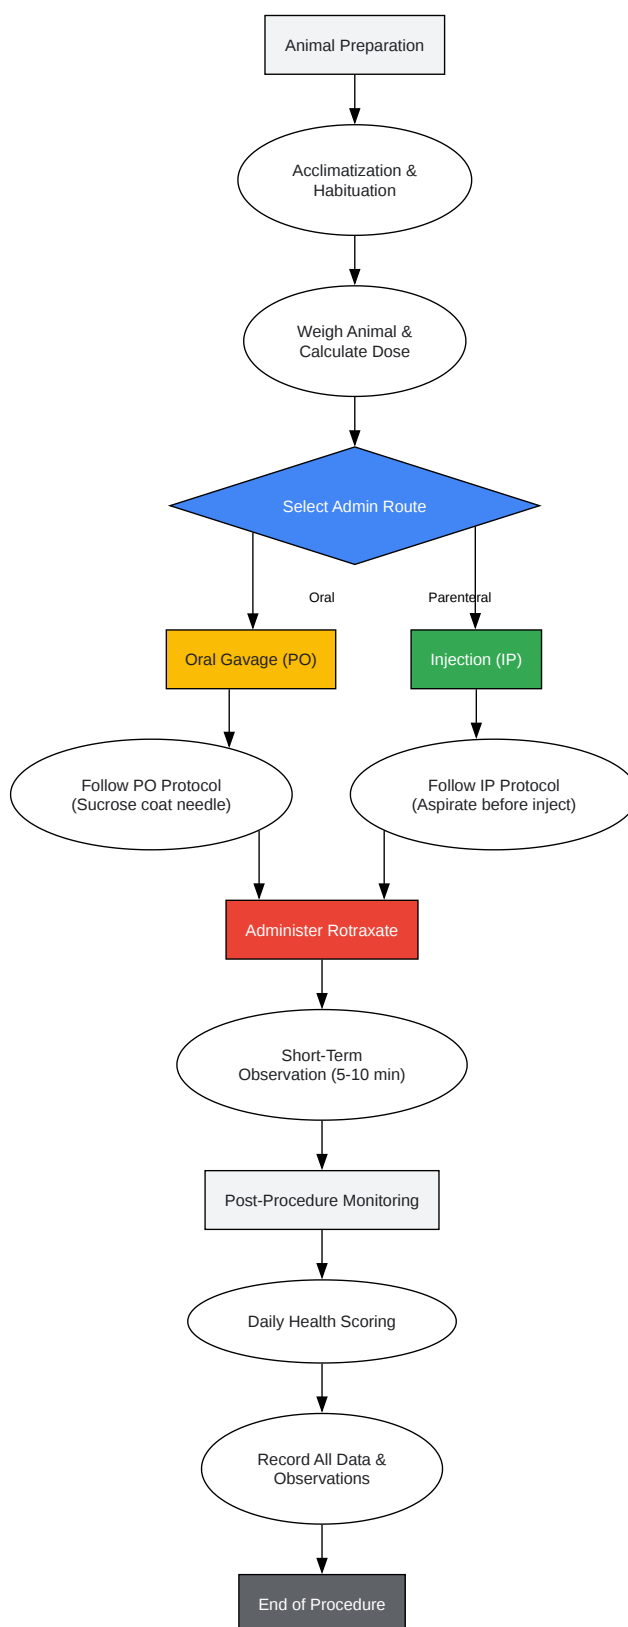 Animal Preparation
Acclimatization &
Habituation
Weigh Animal &
Calculate Dose
Select Admin Route
Oral
Parenteral
Oral Gavage (PO)
Injection (IP)
Follow PO Protocol
(Sucrose coat needle)
Follow IP Protocol
(Aspirate before inject)
Administer Rotraxate
Short-Term
Observation (5-10 min)
Post-Procedure Monitoring
Daily Health Scoring
Record All Data &
Observations
End of Procedure